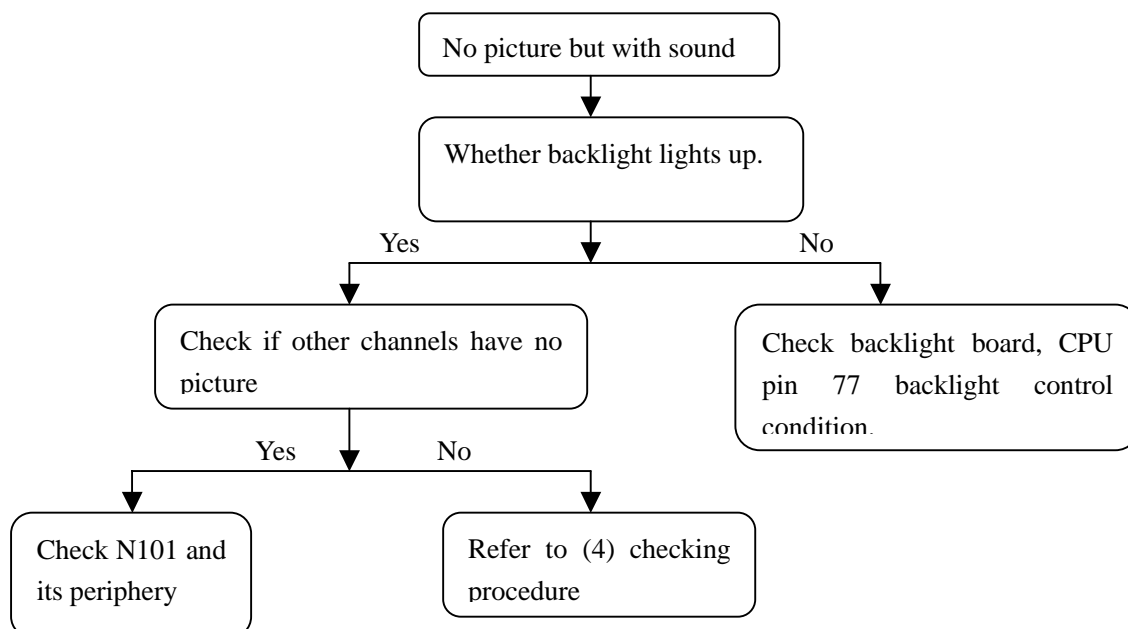 No picture but with sound
Whether backlight lights up.
Yes
No
Check if other channels have no
picture
Check backlight board, CPU
pin 77 backlight control
condition.
Yes
No
Check N101 and
its periphery
Refer to (4) checking
procedure